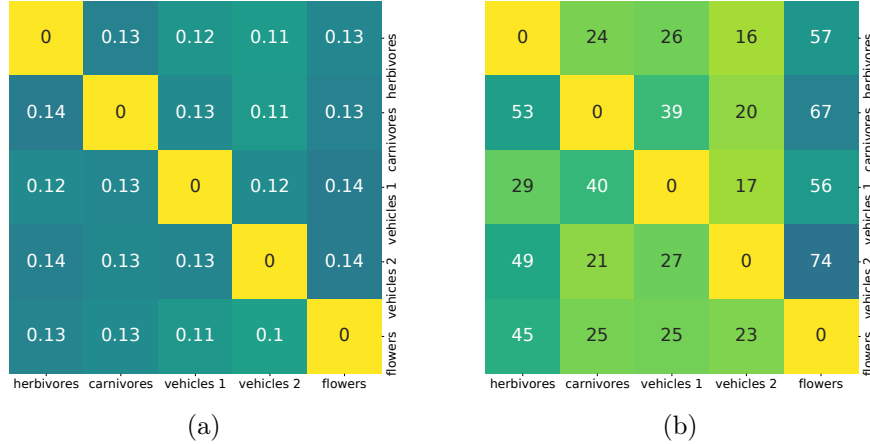 0 0.13 0.12 0.11 0.13 herbivores
0.14 0 0.13 0.11 0.13 carnivores
0.12 0.13 0 0.12 0.14 vehicles 1
0.14 0.13 0.13 0 0.14 vehicles 2
0.13 0.13 0.11 0.1 0 flowers
herbivores carnivores vehicles 1 vehicles 2 flowers
(a)
0 24 26 16 57 herbivores
53 0 39 20 67 carnivores
29 40 0 17 56 vehicles 1
49 21 27 0 74 vehicles 2
45 25 25 23 0 flowers
herbivores carnivores vehicles 1 vehicles 2 flowers
(b)